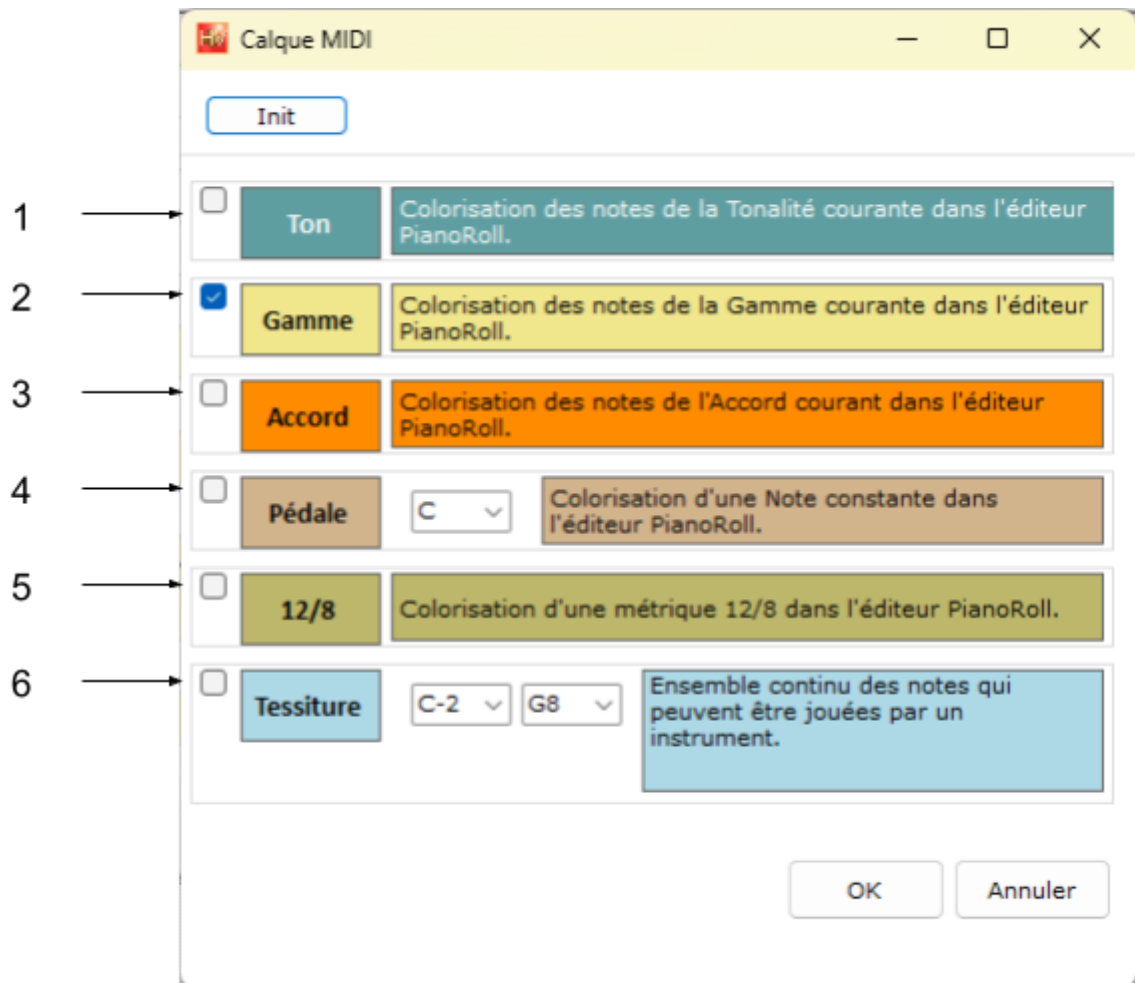 Calque MIDI
Init
1
Ton
Colorisation des notes de la Tonalité courante dans l'éditeur
PianoRoll.
2
Gamme
Colorisation des notes de la Gamme courante dans l'éditeur
PianoRoll.
3
Accord
Colorisation des notes de l'Accord courant dans l'éditeur
PianoRoll.
4
Pédale
C
Colorisation d'une Note constante dans
l'éditeur PianoRoll.
5
12/8
Colorisation d'une métrique 12/8 dans l'éditeur PianoRoll.
6
Tessiture
C-2
G8
Ensemble continu des notes qui
peuvent être jouées par un
instrument.
OK
Annuler